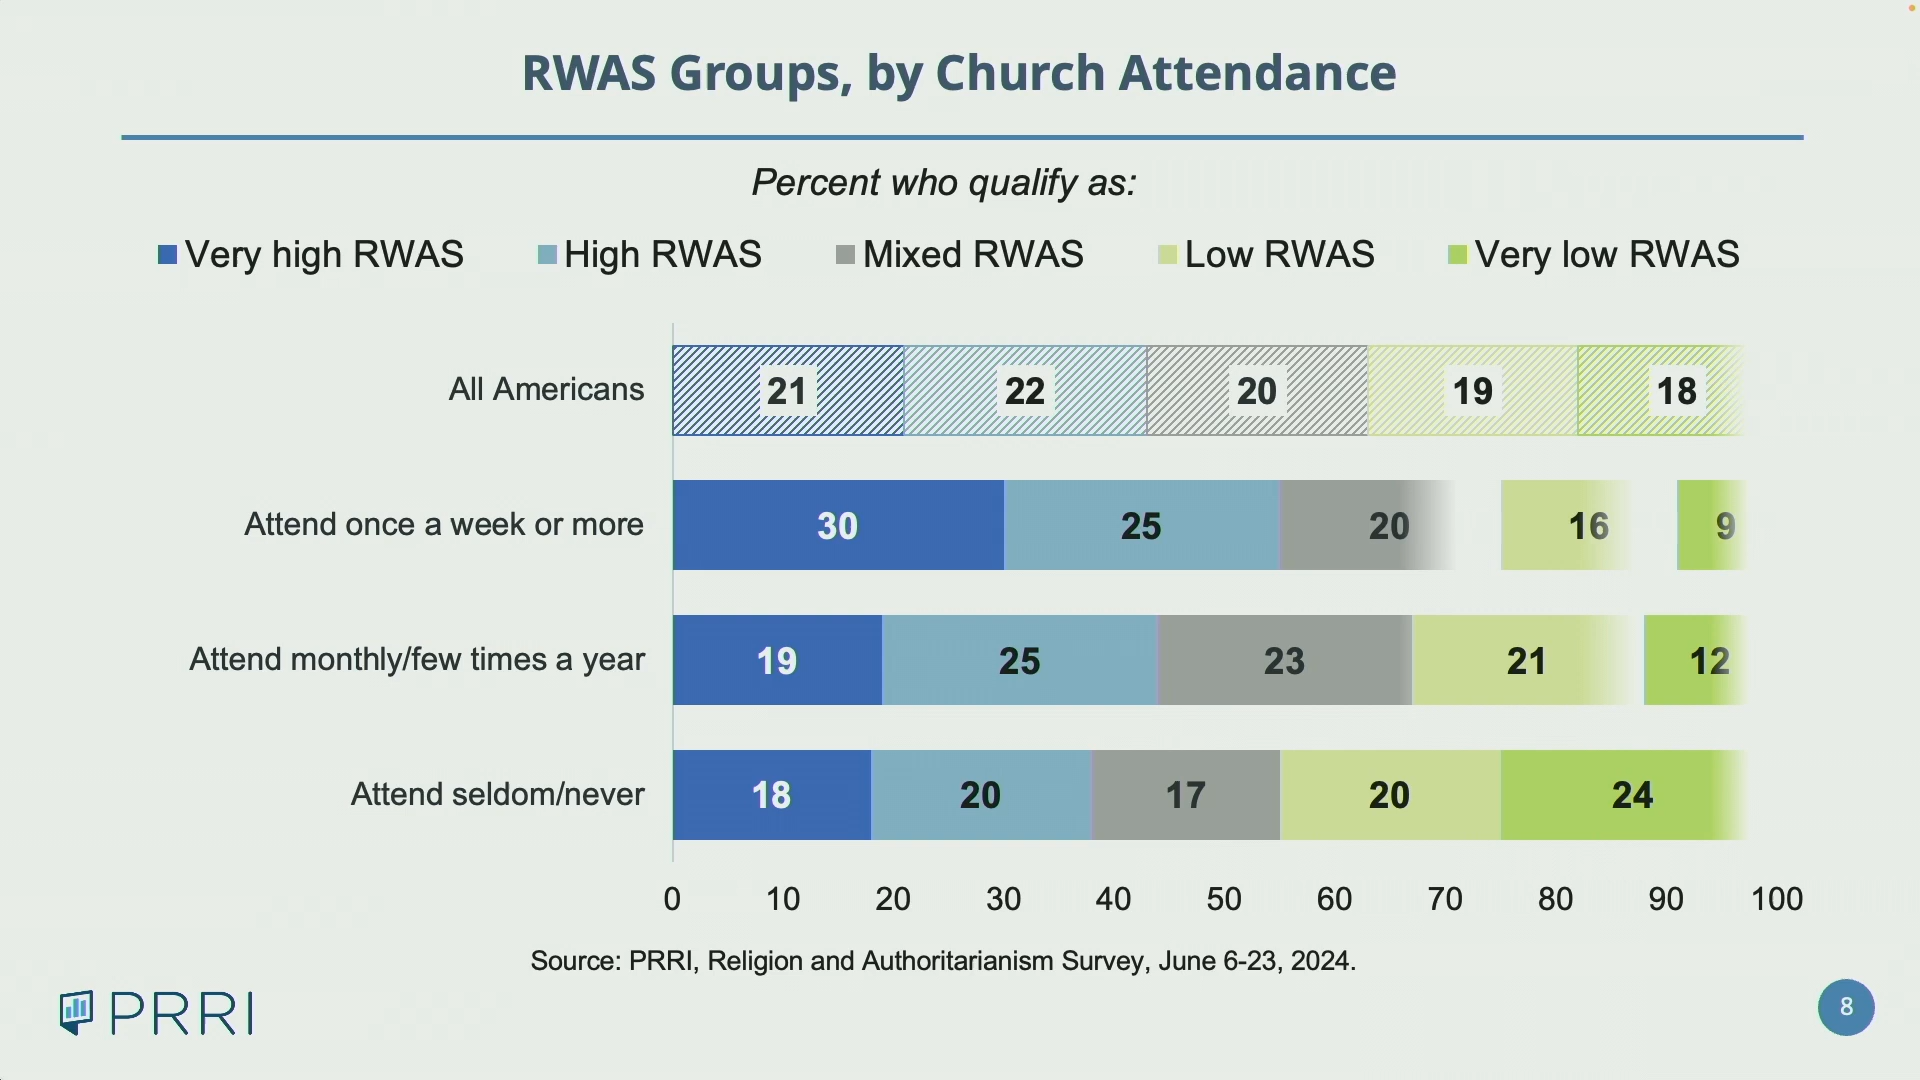 RWAS Groups, by Church Attendance
Percent who qualify as:
Very high RWAS High RWAS Mixed RWAS Low RWAS Very low RWAS
All Americans 21 22 20 19 18
Attend once a week or more 30 25 20 16 9
Attend monthly/few times a year 19 25 23 21 12
Attend seldom/never 18 20 17 20 24
0 10 20 30 40 50 60 70 80 90 100
Source: PRRI, Religion and Authoritarianism Survey, June 6-23, 2024.
PRRI 8